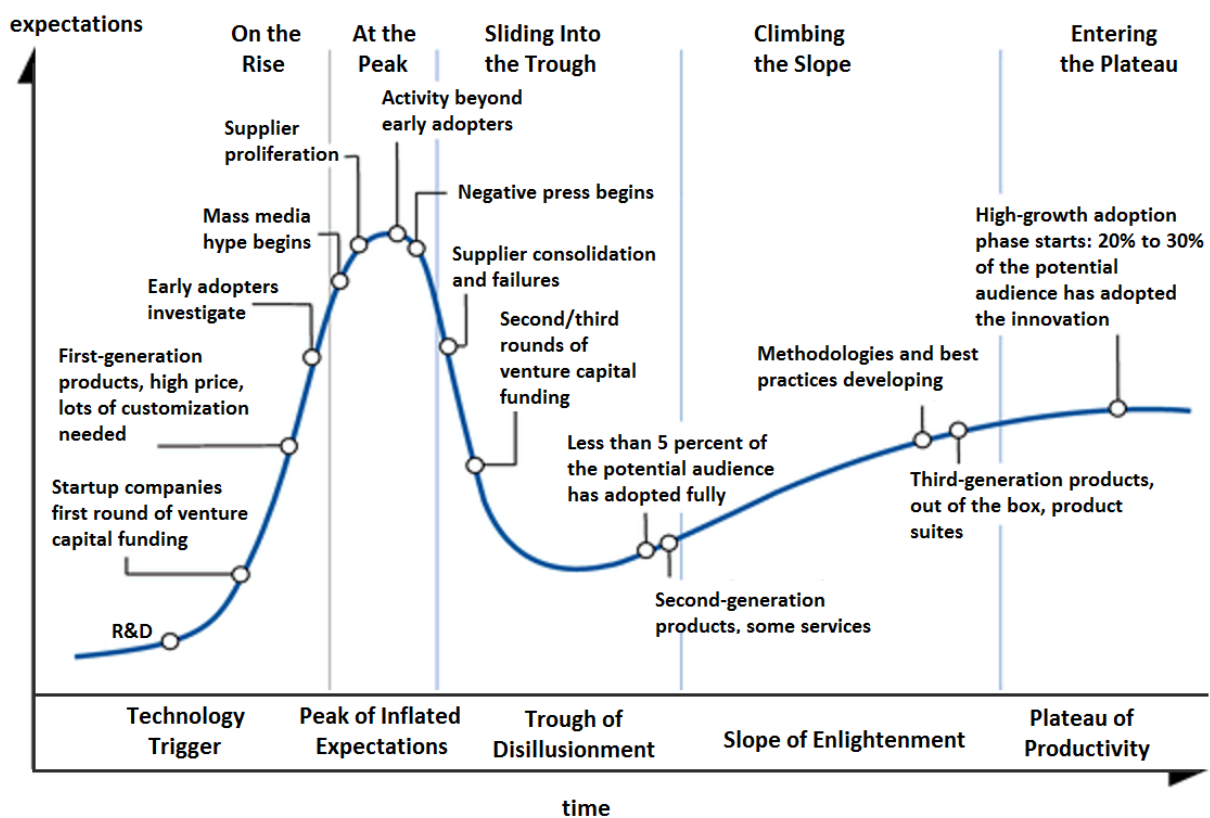 expectations
On the
Rise
At the
Peak
Sliding Into
the Trough
Climbing
the Slope
Entering
the Plateau
Activity beyond
early adopters
Supplier
proliferation
Negative press begins
Mass media
hype begins
Supplier consolidation
and failures
Early adopters
investigate
Second/third
rounds of
venture capital
funding
High-growth adoption
phase starts: 20% to 30%
of the potential
audience has adopted
the innovation
First-generation
products, high price,
lots of customization
needed
Methodologies and best
practices developing
Less than 5 percent of
the potential audience
has adopted fully
Startup companies
first round of venture
capital funding
Third-generation products,
out of the box, product
suites
Second-generation
products, some services
R&D
Technology
Trigger
Peak of Inflated
Expectations
Trough of
Disillusionment
Slope of Enlightenment
Plateau of
Productivity
time